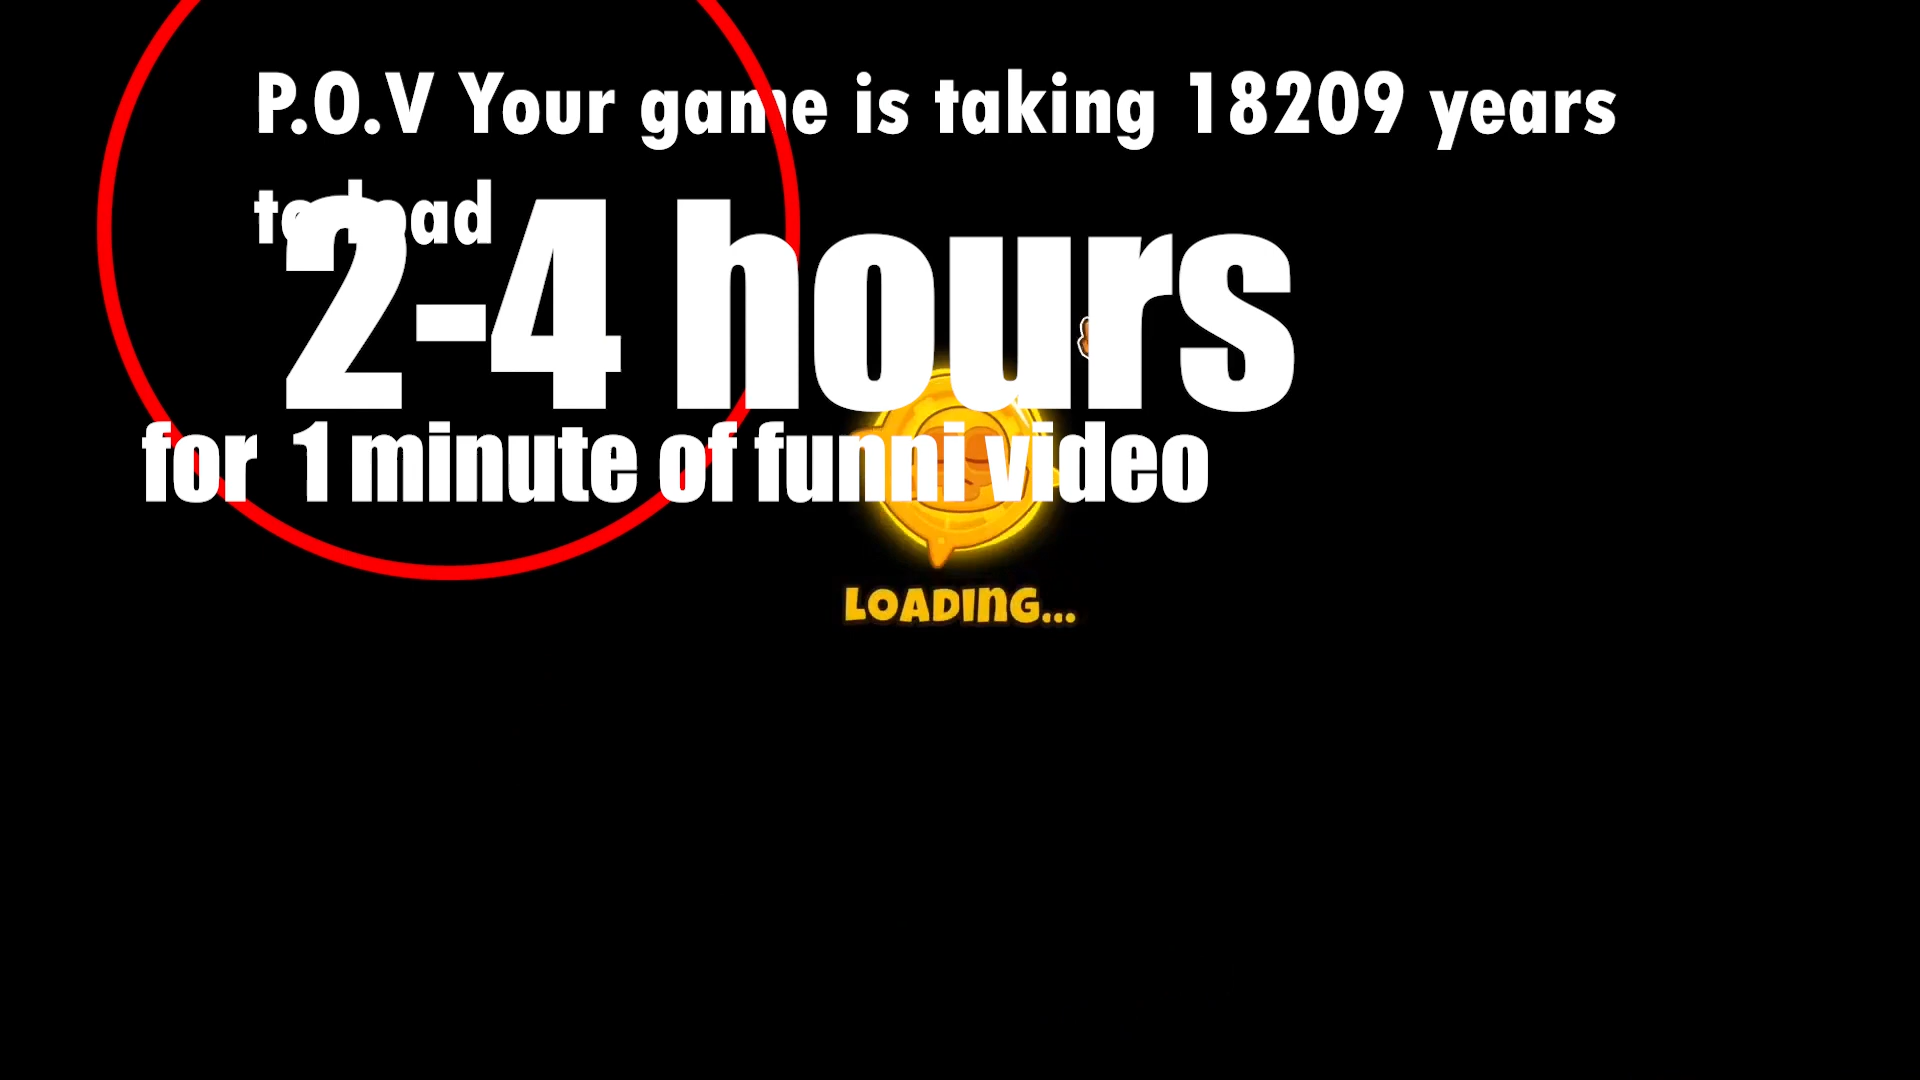 P.O.V Your game is taking 18209 years
to load
2-4 hours
for 1 minute of funni video
LOADING...